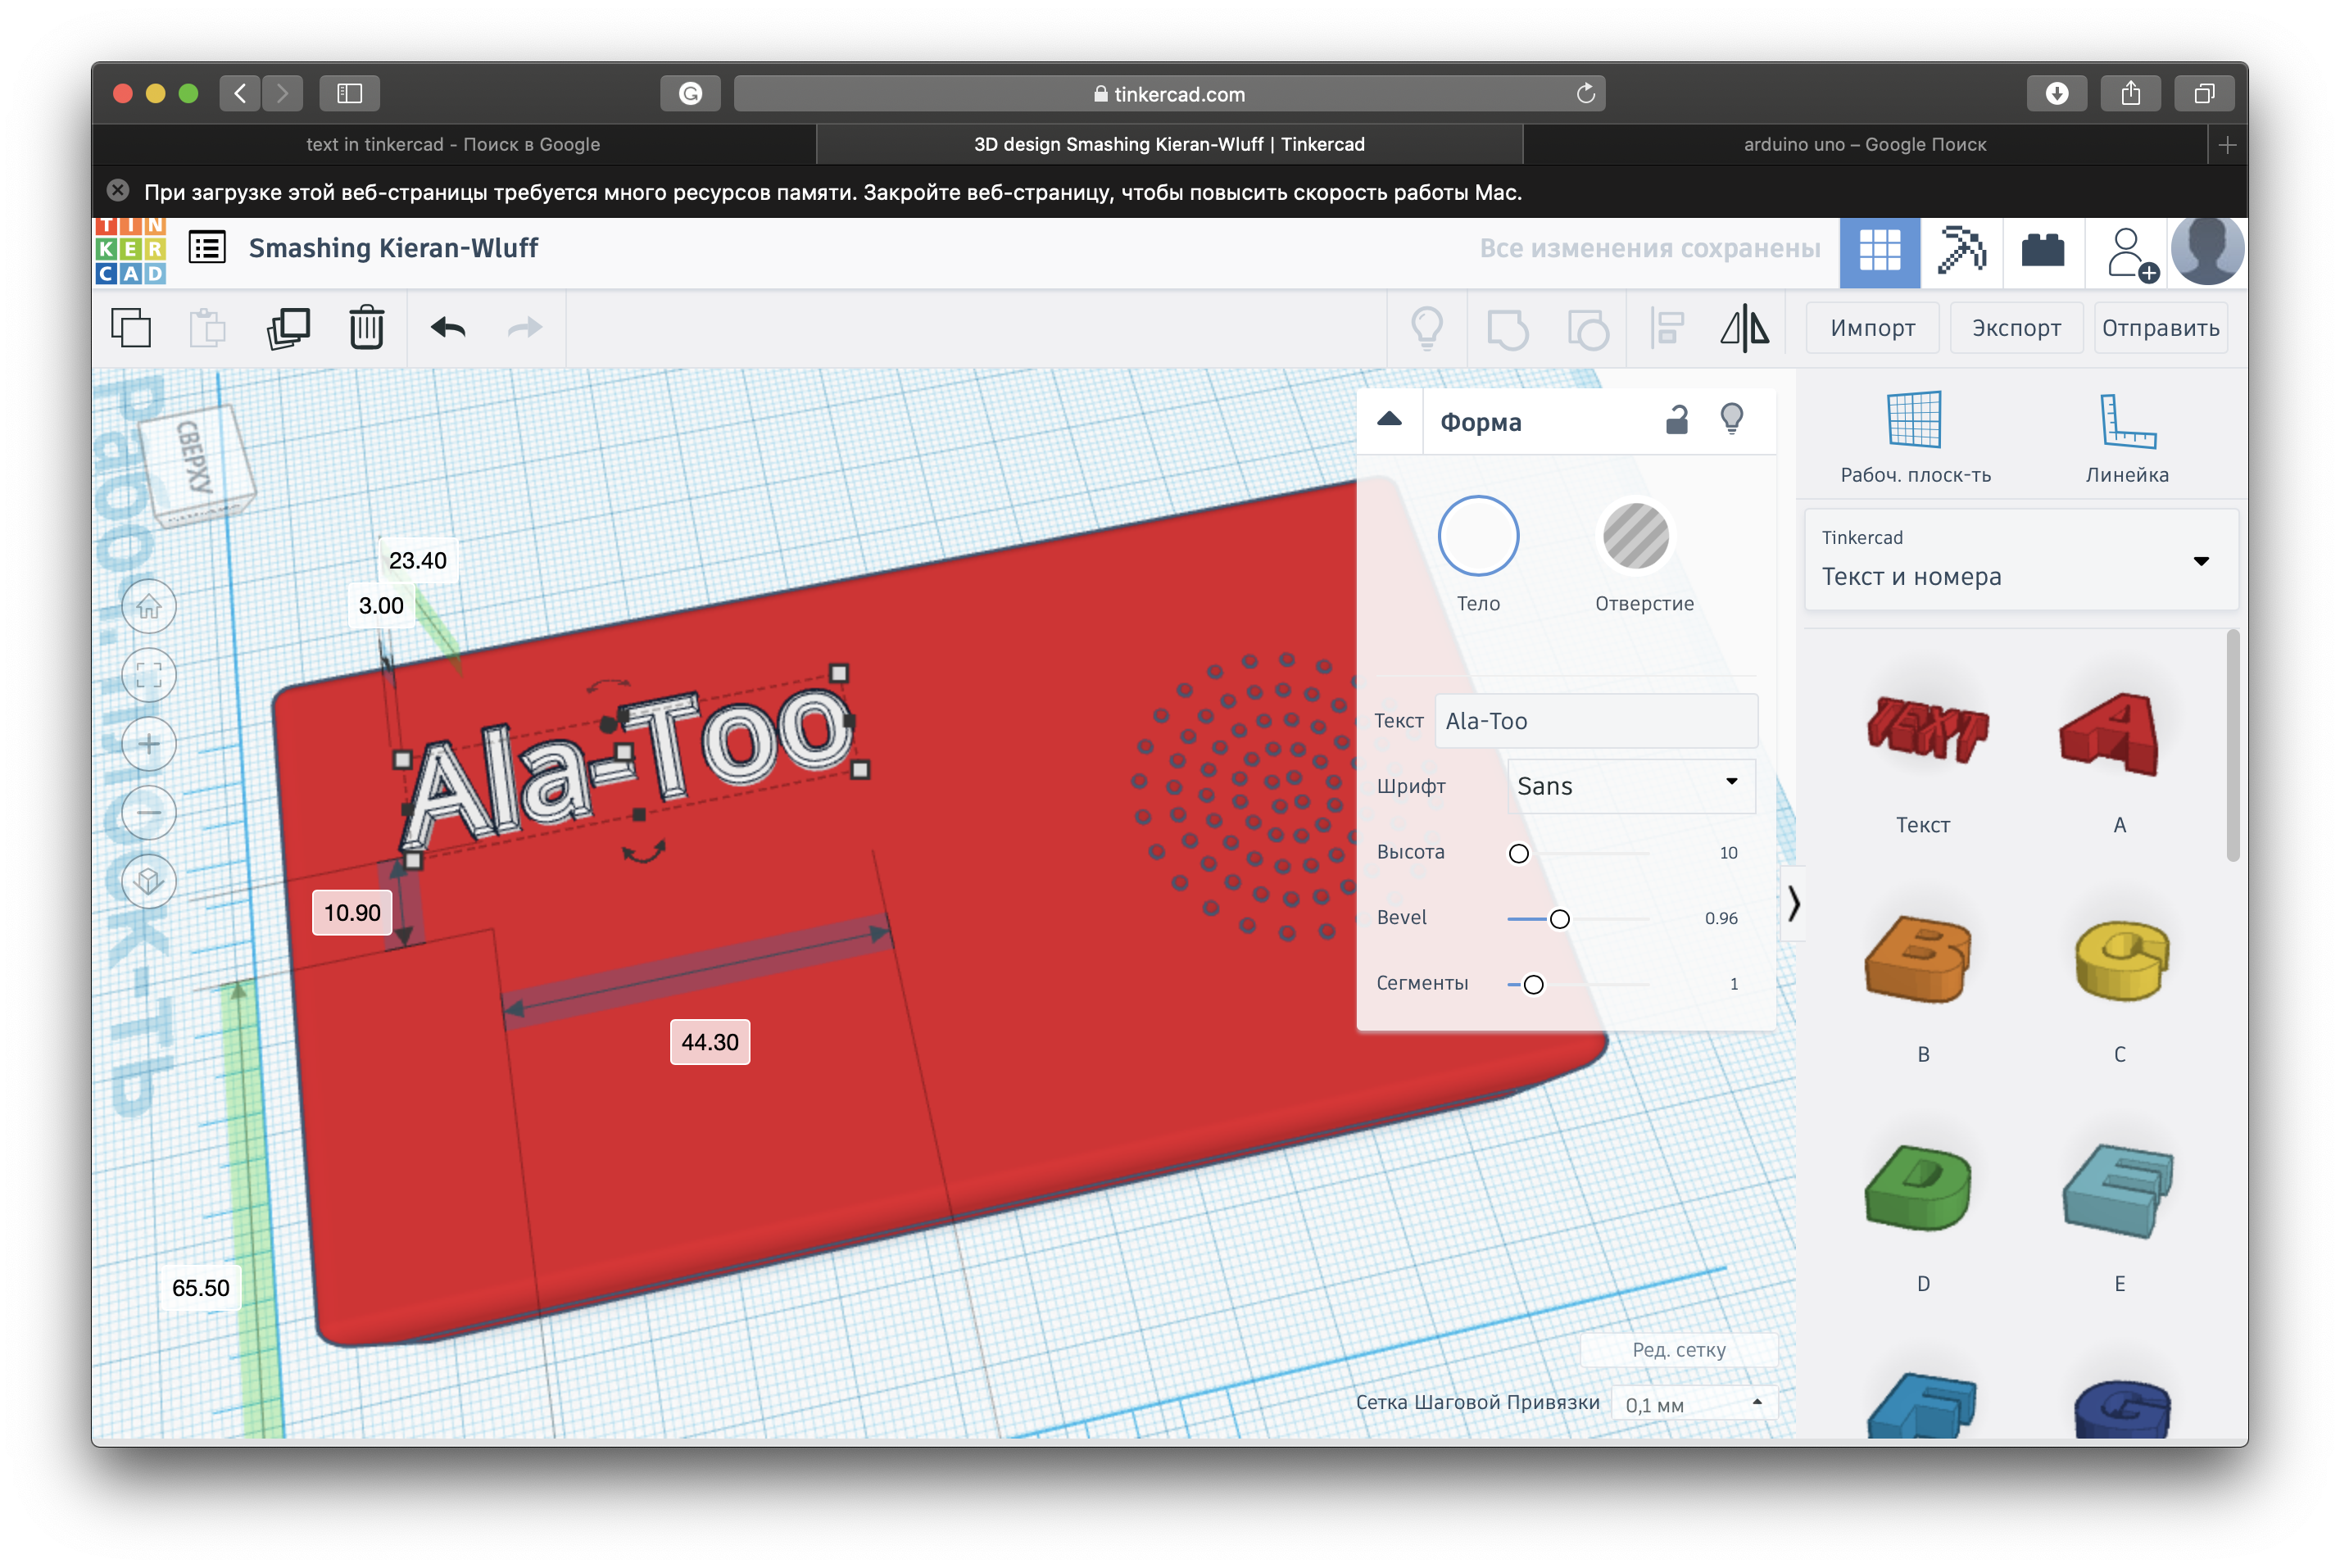 tinkercad.com
text in tinkercad - Поиск в Google
3D design Smashing Kieran-Wluff | Tinkercad
arduino uno – Google Поиск
При загрузке этой веб-страницы требуется много ресурсов памяти. Закройте веб-страницу, чтобы повысить скорость работы Mac.
TIN
KER
CAD
Smashing Kieran-Wluff
Все изменения сохранены
Импорт
Экспорт
Отправить
СВЕРХУ
23.40
3.00
Ala-Too
10.90
44.30
65.50
Форма
Тело
Отверстие
Текст
Ala-Too
Шрифт
Sans
Высота
10
Bevel
0.96
Сегменты
1
Ред. сетку
Сетка Шаговой Привязки
0,1 мм
Рабоч. плоск-ть
Линейка
Tinkercad
Текст и номера
TEXT
Текст
A
A
B
B
C
C
D
D
E
E
F
G